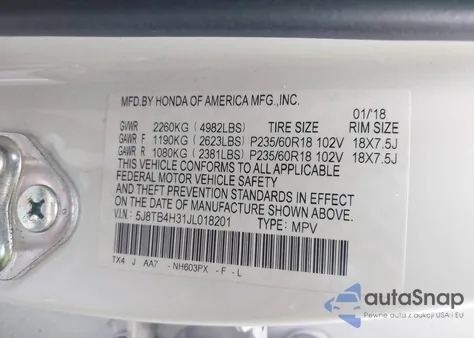 MFD.BY HONDA OF AMERICA MFG.,INC.
01/'18
GVWR 2260KG (4982LBS) TIRE SIZE RIM SIZE
GAWR F 1190KG (2623LBS) P235/60R18 102V 18X7.5J
GAWR R 1080KG (2381LBS) P235/60R18 102V 18X7.5J
THIS VEHICLE CONFORMS TO ALL APPLICABLE
FEDERAL MOTOR VEHICLE SAFETY
AND THEFT PREVENTION STANDARDS IN EFFECT
ON THE DATE OF MANUFACTURE SHOWN ABOVE.
V.I.N: 5J8TB4H31JL018201 TYPE: MPV
TX4 J AA7 -NH603PX -F -L
autoSnap
Pewne auta z aukcji USA i EU